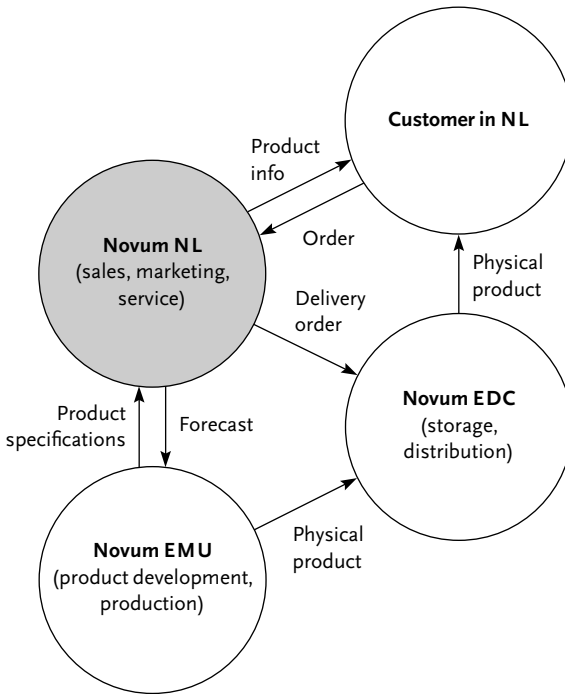 Customer in NL
Product
info
Order
Novum NL
(sales, marketing,
service)
Physical
product
Delivery
order
Novum EDC
(storage,
distribution)
Product
specifications
Forecast
Novum EMU
(product development,
production)
Physical
product